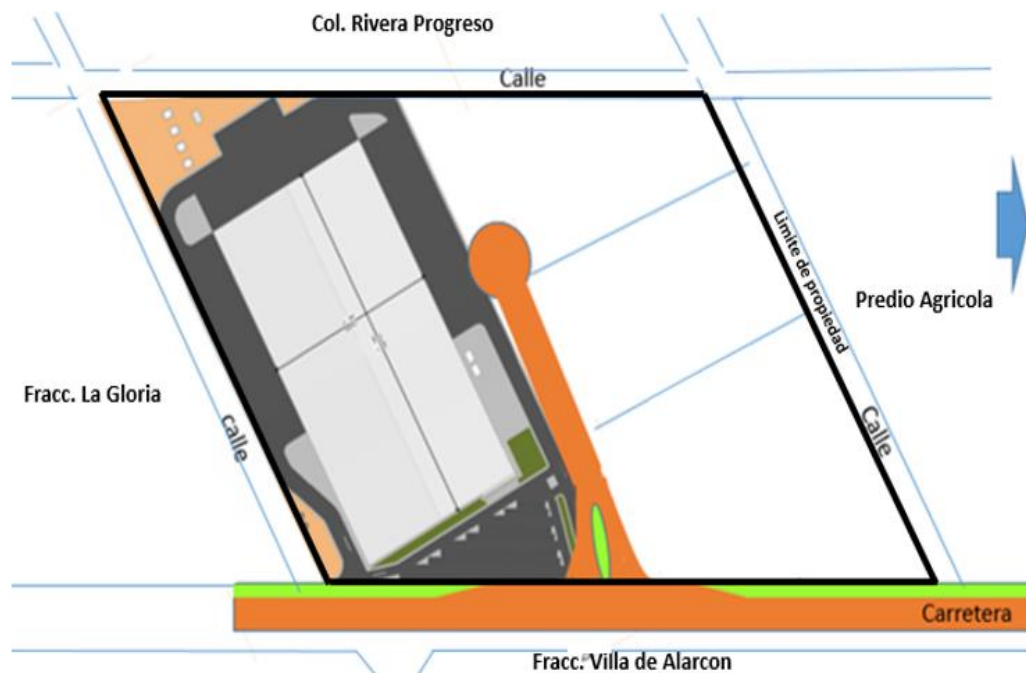 Col. Rivera Progreso
Calle
Limite de propiedad
Predio Agricola
Fracc. La Gloria
calle
Calle
Carretera
Fracc. Villa de Alarcon